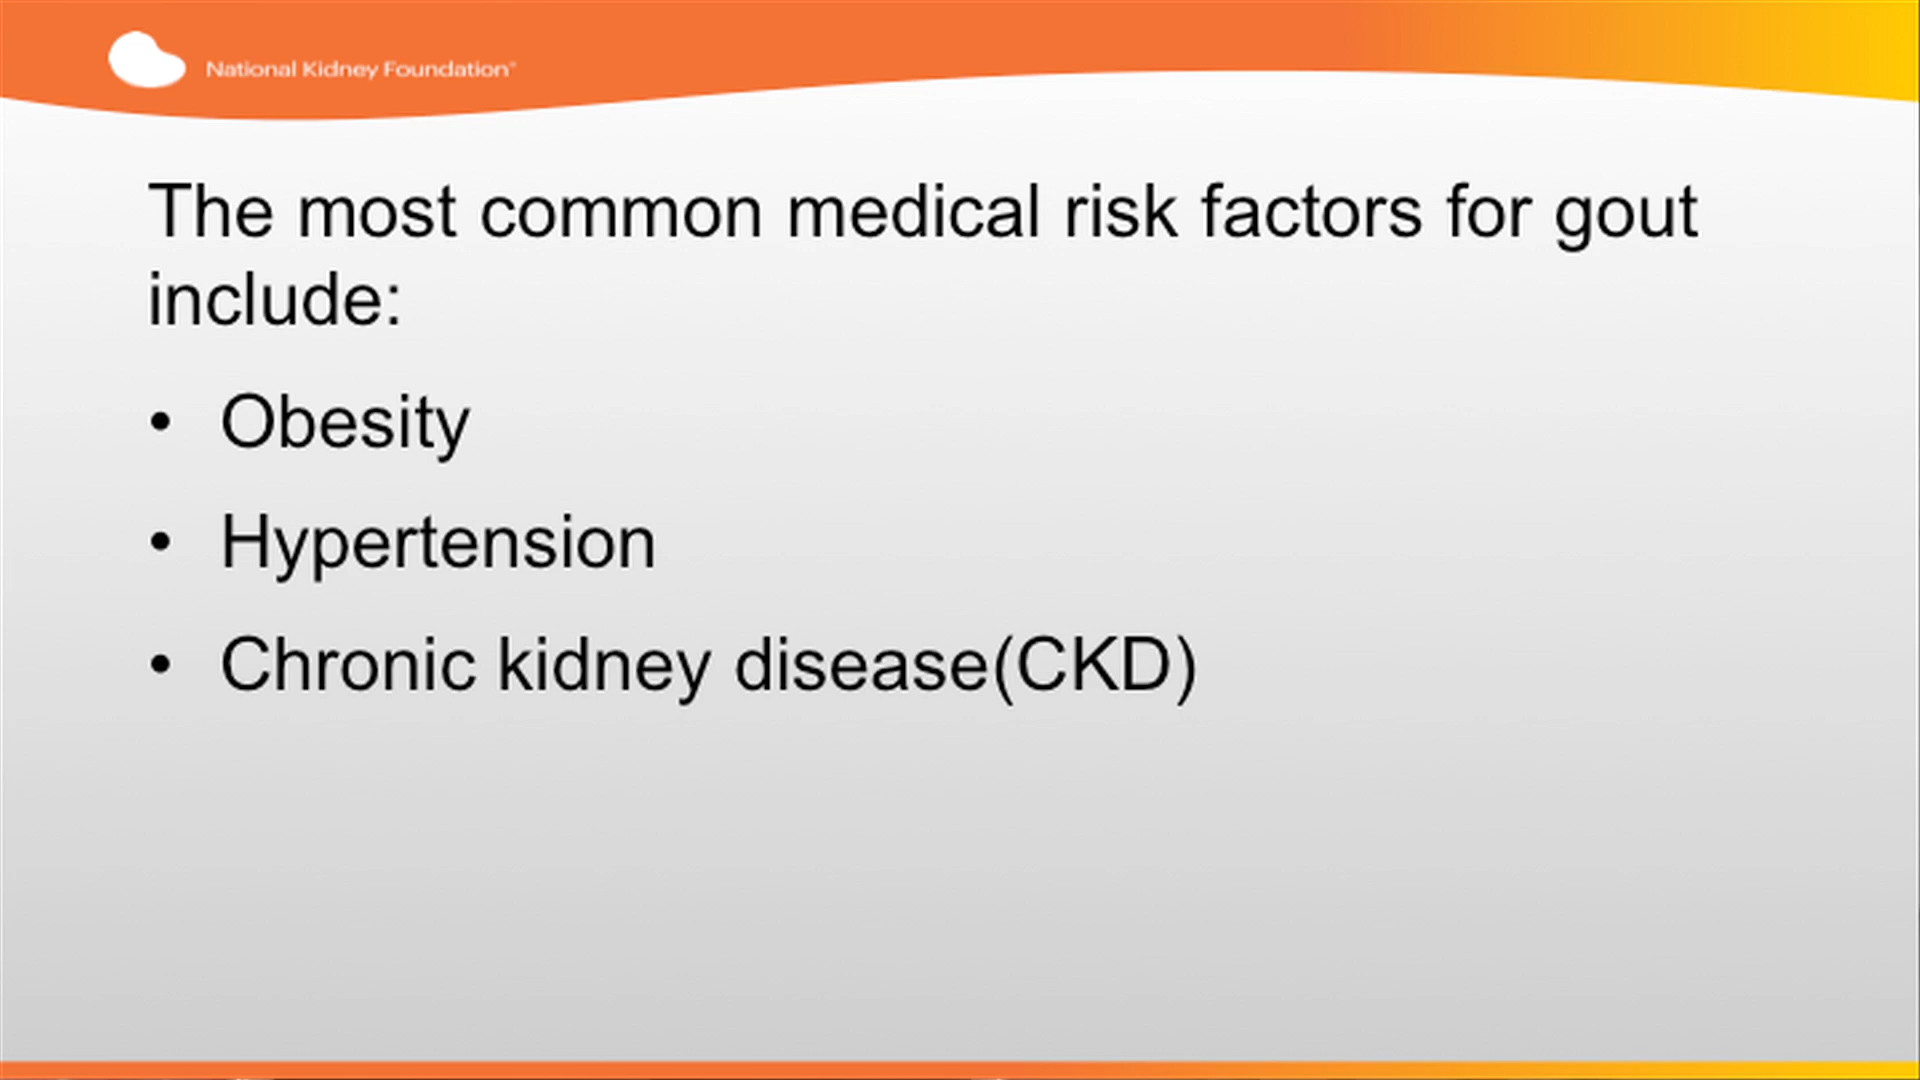 National Kidney Foundation®
The most common medical risk factors for gout
include:
• Obesity
• Hypertension
• Chronic kidney disease(CKD)